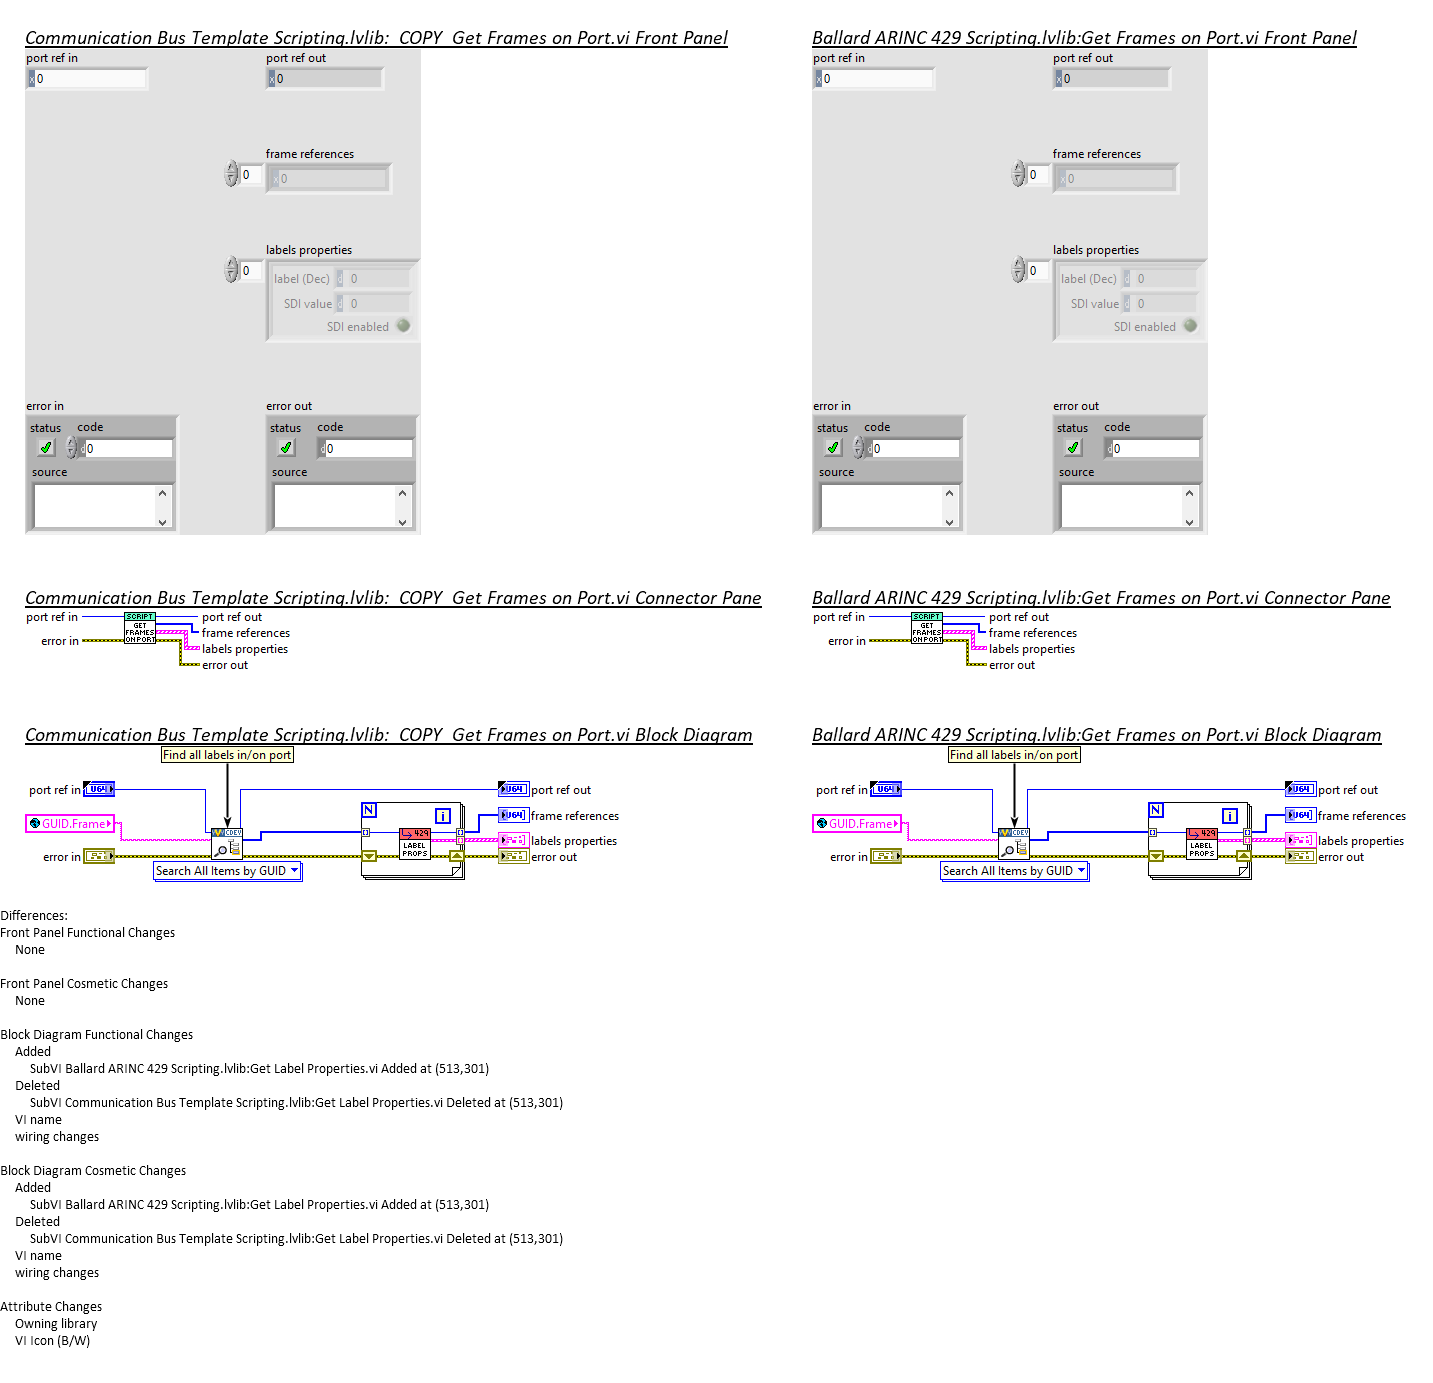 Communication Bus Template Scripting.lvlib:  COPY  Get Frames on Port.vi Front Panel
port ref in
port ref out
x 0
x 0
frame references
0
x 0
labels properties
0
label (Dec)
d 0
SDI value
d 0
SDI enabled
error in
error out
status
code
status
code
d 0
d 0
source
source
Ballard ARINC 429 Scripting.lvlib:Get Frames on Port.vi Front Panel
port ref in
port ref out
x 0
x 0
frame references
0
x 0
labels properties
0
label (Dec)
d 0
SDI value
d 0
SDI enabled
error in
error out
status
code
status
code
d 0
d 0
source
source
Communication Bus Template Scripting.lvlib:  COPY  Get Frames on Port.vi Connector Pane
port ref in
SCRIPT
port ref out
GET
FRAMES
ON PORT
frame references
error in
labels properties
error out
Ballard ARINC 429 Scripting.lvlib:Get Frames on Port.vi Connector Pane
port ref in
SCRIPT
port ref out
GET
FRAMES
ON PORT
frame references
error in
labels properties
error out
Communication Bus Template Scripting.lvlib:  COPY  Get Frames on Port.vi Block Diagram
Find all labels in/on port
port ref in
U64
U64
port ref out
N
i
GUID.Frame
U64
frame references
CDEV
429
LABEL
PROPS
labels properties
error in
error out
Search All Items by GUID
Ballard ARINC 429 Scripting.lvlib:Get Frames on Port.vi Block Diagram
Find all labels in/on port
port ref in
U64
U64
port ref out
N
i
GUID.Frame
U64
frame references
CDEV
429
LABEL
PROPS
labels properties
error in
error out
Search All Items by GUID
Differences:
Front Panel Functional Changes
None
Front Panel Cosmetic Changes
None
Block Diagram Functional Changes
Added
SubVI Ballard ARINC 429 Scripting.lvlib:Get Label Properties.vi Added at (513,301)
Deleted
SubVI Communication Bus Template Scripting.lvlib:Get Label Properties.vi Deleted at (513,301)
VI name
wiring changes
Block Diagram Cosmetic Changes
Added
SubVI Ballard ARINC 429 Scripting.lvlib:Get Label Properties.vi Added at (513,301)
Deleted
SubVI Communication Bus Template Scripting.lvlib:Get Label Properties.vi Deleted at (513,301)
VI name
wiring changes
Attribute Changes
Owning library
VI Icon (B/W)